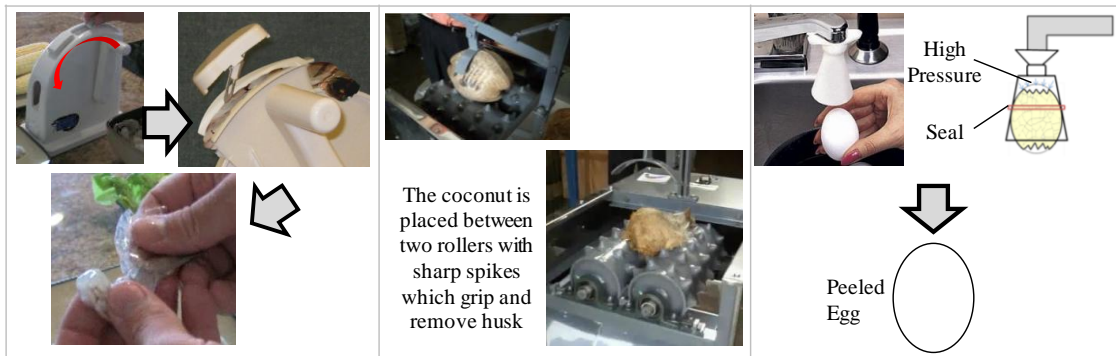 The coconut is
placed between
two rollers with
sharp spikes
which grip and
remove husk
High
Pressure
Seal
Peeled
Egg